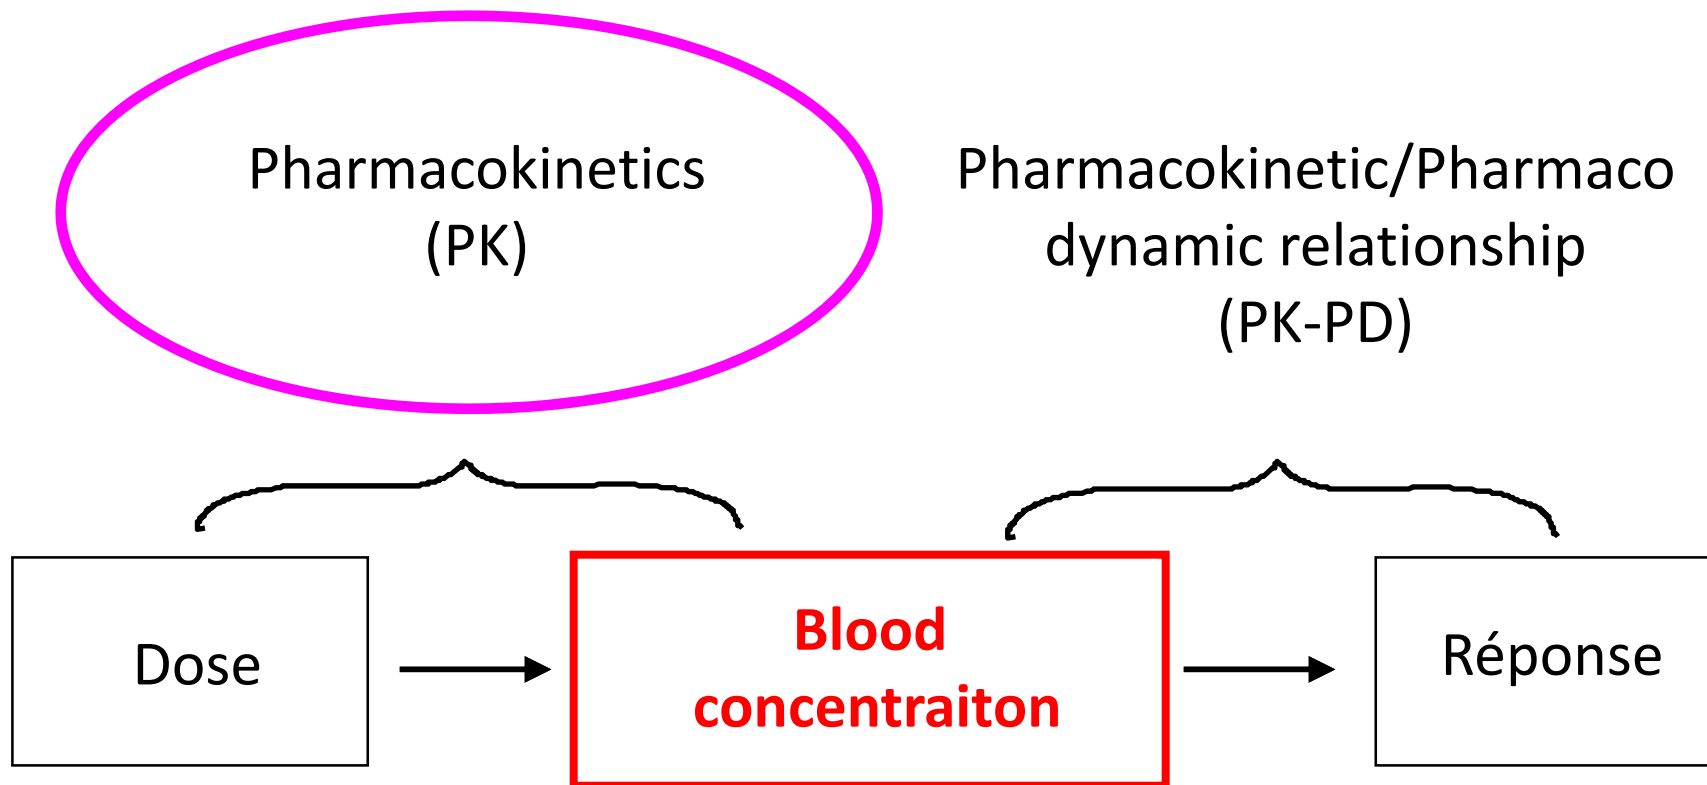 Pharmacokinetics
(PK)
Pharmacokinetic/Pharmaco
dynamic relationship
(PK-PD)
Dose
Blood
concentraiton
Réponse